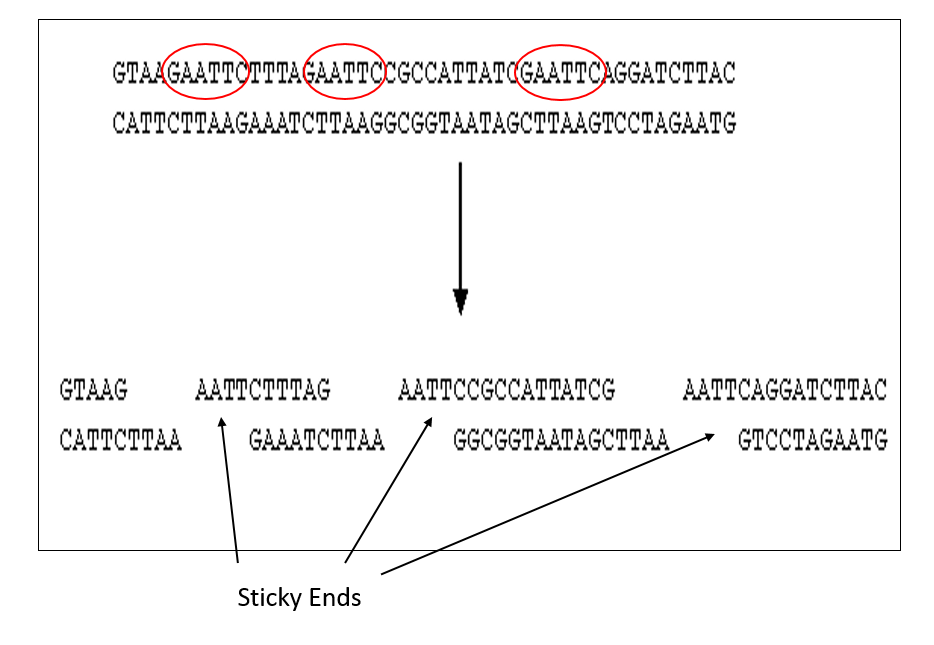 GTAAGAATTCTTTAGAATTCCGCCATTATCGAATTCAGGATCTTAC
CATTCTTAAGAAATCTTAAGGCGGTAATAGCTTAAGTCCTAGAATG
GTAAG AATTCTTTAG AATTCCGCCATTATCG AATTCAGGATCTTAC
CATTCTTAA GAAATCTTAA GGCGGTAATAGCTTAA GTCCTAGAATG
Sticky Ends